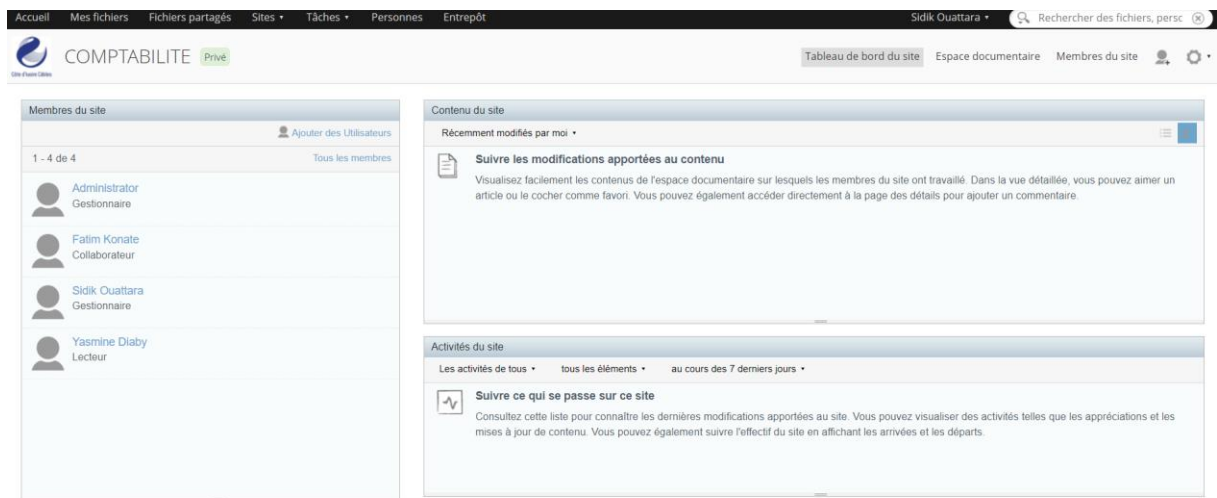 Accueil Mes fichiers Fichiers partagés Sites Tâches Personnes Entrepôt Sidik Ouattara Rechercher des fichiers, persc
COMPTABILITE Privé Tableau de bord du site Espace documentaire Membres du site
Côte d'Ivoire Câbles
Membres du site
Ajouter des Utilisateurs
1 - 4 de 4 Tous les membres
Administrator
Gestionnaire
Fatim Konate
Collaborateur
Sidik Ouattara
Gestionnaire
Yasmine Diaby
Lecteur
Contenu du site
Récemment modifiés par moi
Suivre les modifications apportées au contenu
Visualisez facilement les contenus de l'espace documentaire sur lesquels les membres du site ont travaillé. Dans la vue détaillée, vous pouvez aimer un
article ou le cocher comme favori. Vous pouvez également accéder directement à la page des détails pour ajouter un commentaire.
Activités du site
Les activités de tous tous les éléments au cours des 7 derniers jours
Suivre ce qui se passe sur ce site
Consultez cette liste pour connaître les dernières modifications apportées au site. Vous pouvez visualiser des activités telles que les appréciations et les
mises à jour de contenu. Vous pouvez également suivre l'effectif du site en affichant les arrivées et les départs.